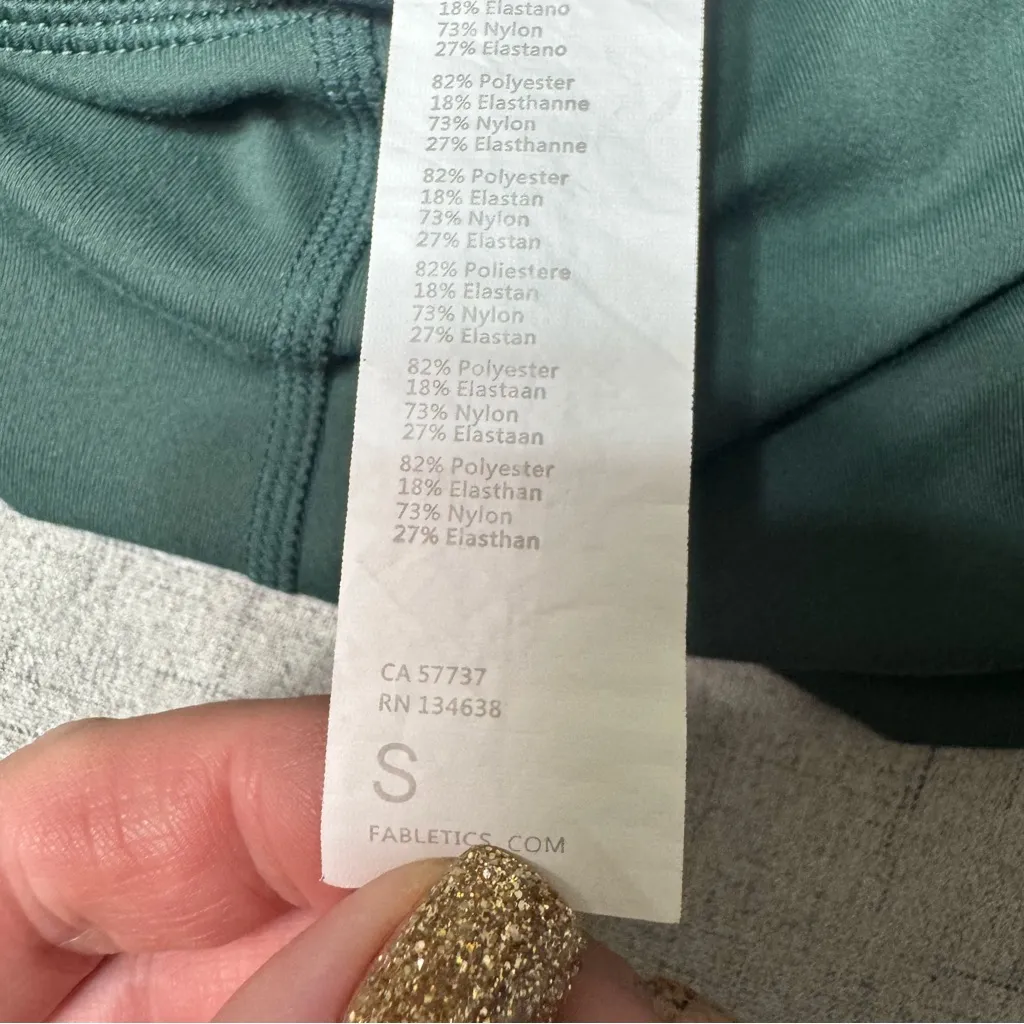 18% Elastano
73% Nylon
27% Elastano
82% Polyester
18% Elasthanne
73% Nylon
27% Elasthanne
82% Polyester
18% Elastan
73% Nylon
27% Elastan
82% Poliestere
18% Elastan
73% Nylon
27% Elastan
82% Polyester
18% Elastaan
73% Nylon
27% Elastaan
82% Polyester
18% Elasthan
73% Nylon
27% Elasthan
CA 57737
RN 134638
S
FABLETICS.COM